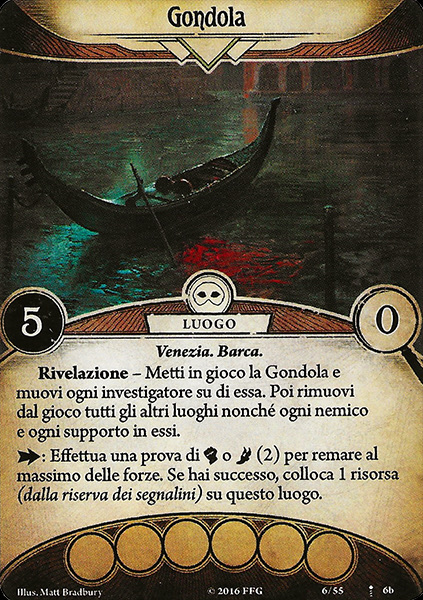 Gondola
5
LUOGO
0
Venezia. Barca.
Rivelazione – Metti in gioco la Gondola e
muovi ogni investigatore su di essa. Poi rimuovi
dal gioco tutti gli altri luoghi nonché ogni nemico
e ogni supporto in essi.
: Effettua una prova di o (2) per remare al
massimo delle forze. Se hai successo, colloca 1 risorsa
(dalla riserva dei segnalini) su questo luogo.
Illus. Matt Bradbury © 2016 FFG 6/55 6b